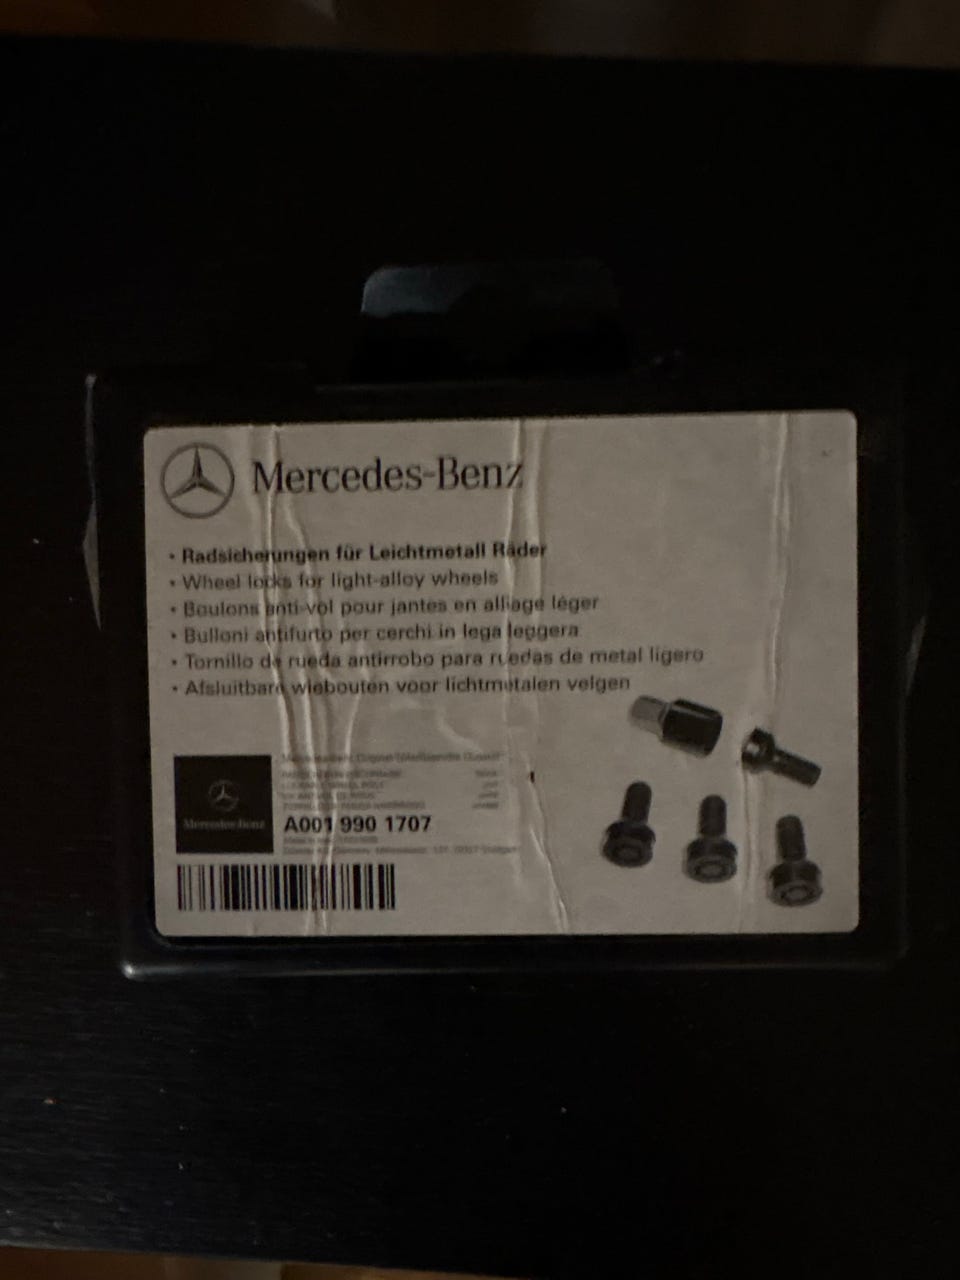 Mercedes-Benz
• Radsicherungen für Leichtmetall Räder
• Wheel locks for light-alloy wheels
• Boulons anti-vol pour jantes en alliage léger
• Bulloni antifurto per cerchi in lega leggera
• Tornillo de rueda antirrobo para ruedas de metal ligero
• Afsluitbare wielbouten voor lichtmetalen velgen
Mercedes-Benz
A001 990 1707